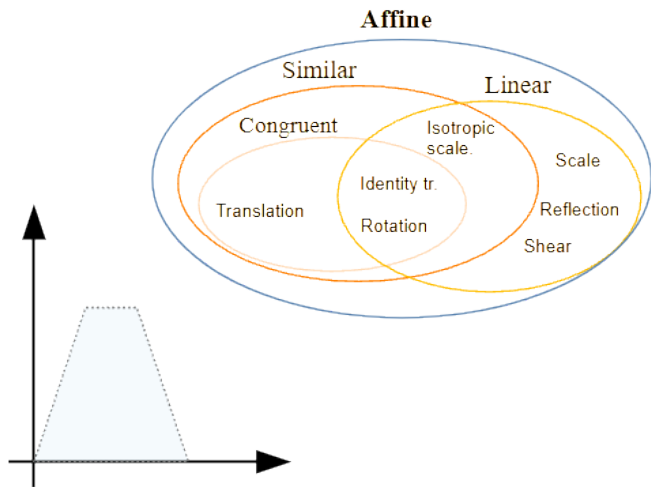 Affine
Similar
Linear
Congruent
Isotropic
scale.
Scale
Identity tr.
Translation
Reflection
Rotation
Shear